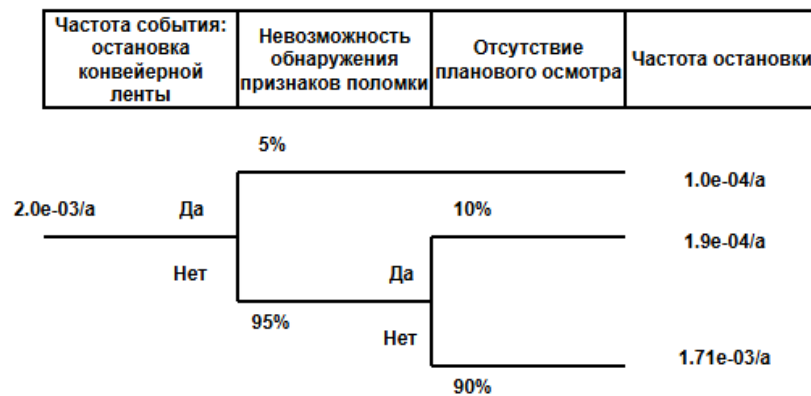 Частота события:
остановка
конвейерной
ленты
Невозможность
обнаружения
признаков поломки
Отсутствие
планового осмотра
Частота остановки
5%
1.0e-04/a
2.0e-03/a
Да
10%
1.9e-04/a
Нет
Да
95%
Нет
1.71e-03/a
90%